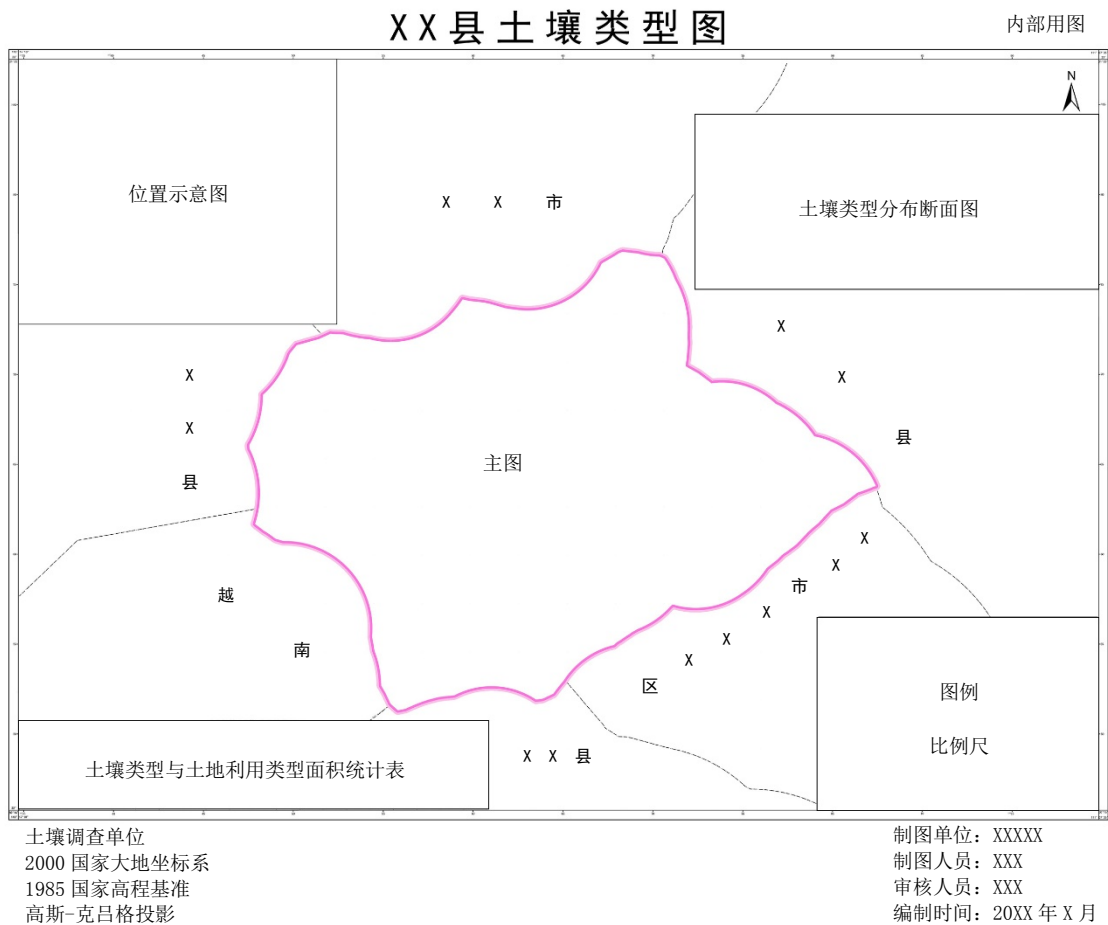 XX县土壤类型图
内部用图
N
位置示意图
X X 市
土壤类型分布断面图
X
X
县
X
X
县
主图
X
X
市
X
X
X
区
越
南
图例
比例尺
X X 县
土壤类型与土地利用类型面积统计表
土壤调查单位
2000国家大地坐标系
1985国家高程基准
高斯-克吕格投影
制图单位：XXXXX
制图人员：XXX
审核人员：XXX
编制时间：20XX年X月